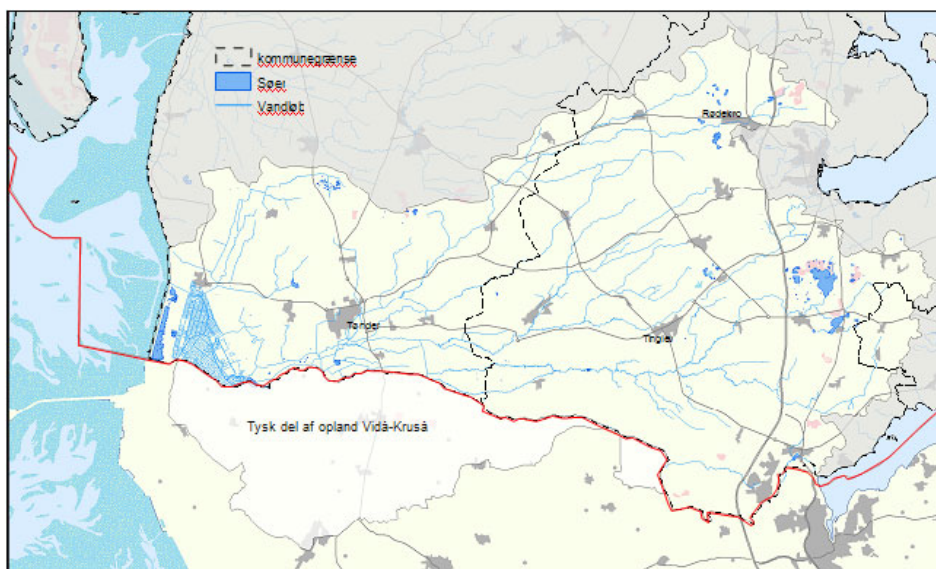 kommunegrænse
Søer
Vandløb
Rødekro
Tønder
Tinglev
Tysk del af opland Vidå-Kruså